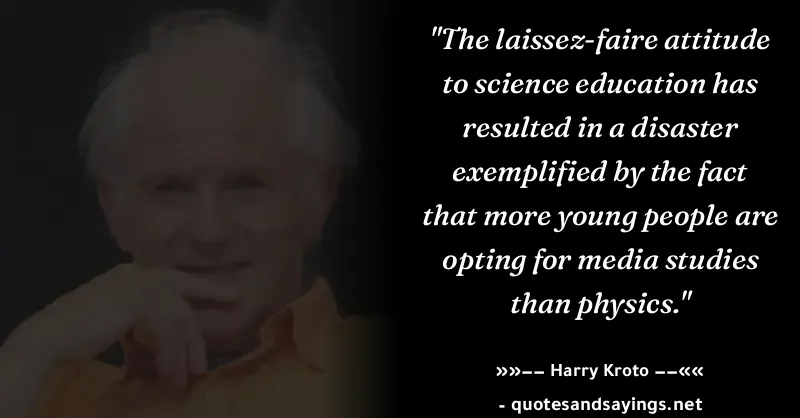 "The laissez-faire attitude
to science education has
resulted in a disaster
exemplified by the fact
that more young people are
opting for media studies
than physics."
»»−− Harry Kroto −−««
- quotesandsayings.net